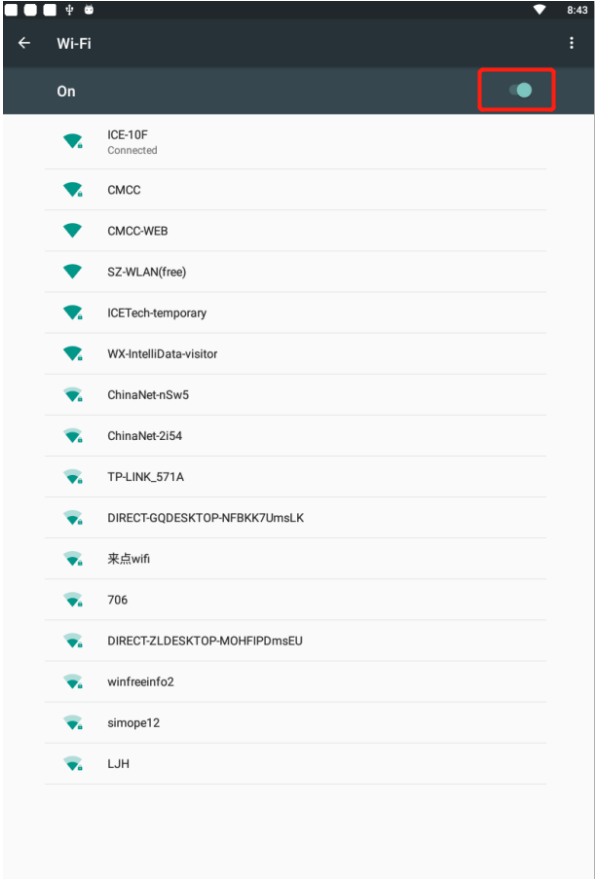 8:43
Wi-Fi
On
ICE-10F
Connected
CMCC
CMCC-WEB
SZ-WLAN(free)
ICETech-temporary
WX-IntelliData-visitor
ChinaNet-nSw5
ChinaNet-2i54
TP-LINK_571A
DIRECT-GQDESKTOP-NFBKK7UmsLK
来点wifi
706
DIRECT-ZLDESKTOP-MOHFIPDmsEU
winfreeinfo2
simope12
LJH